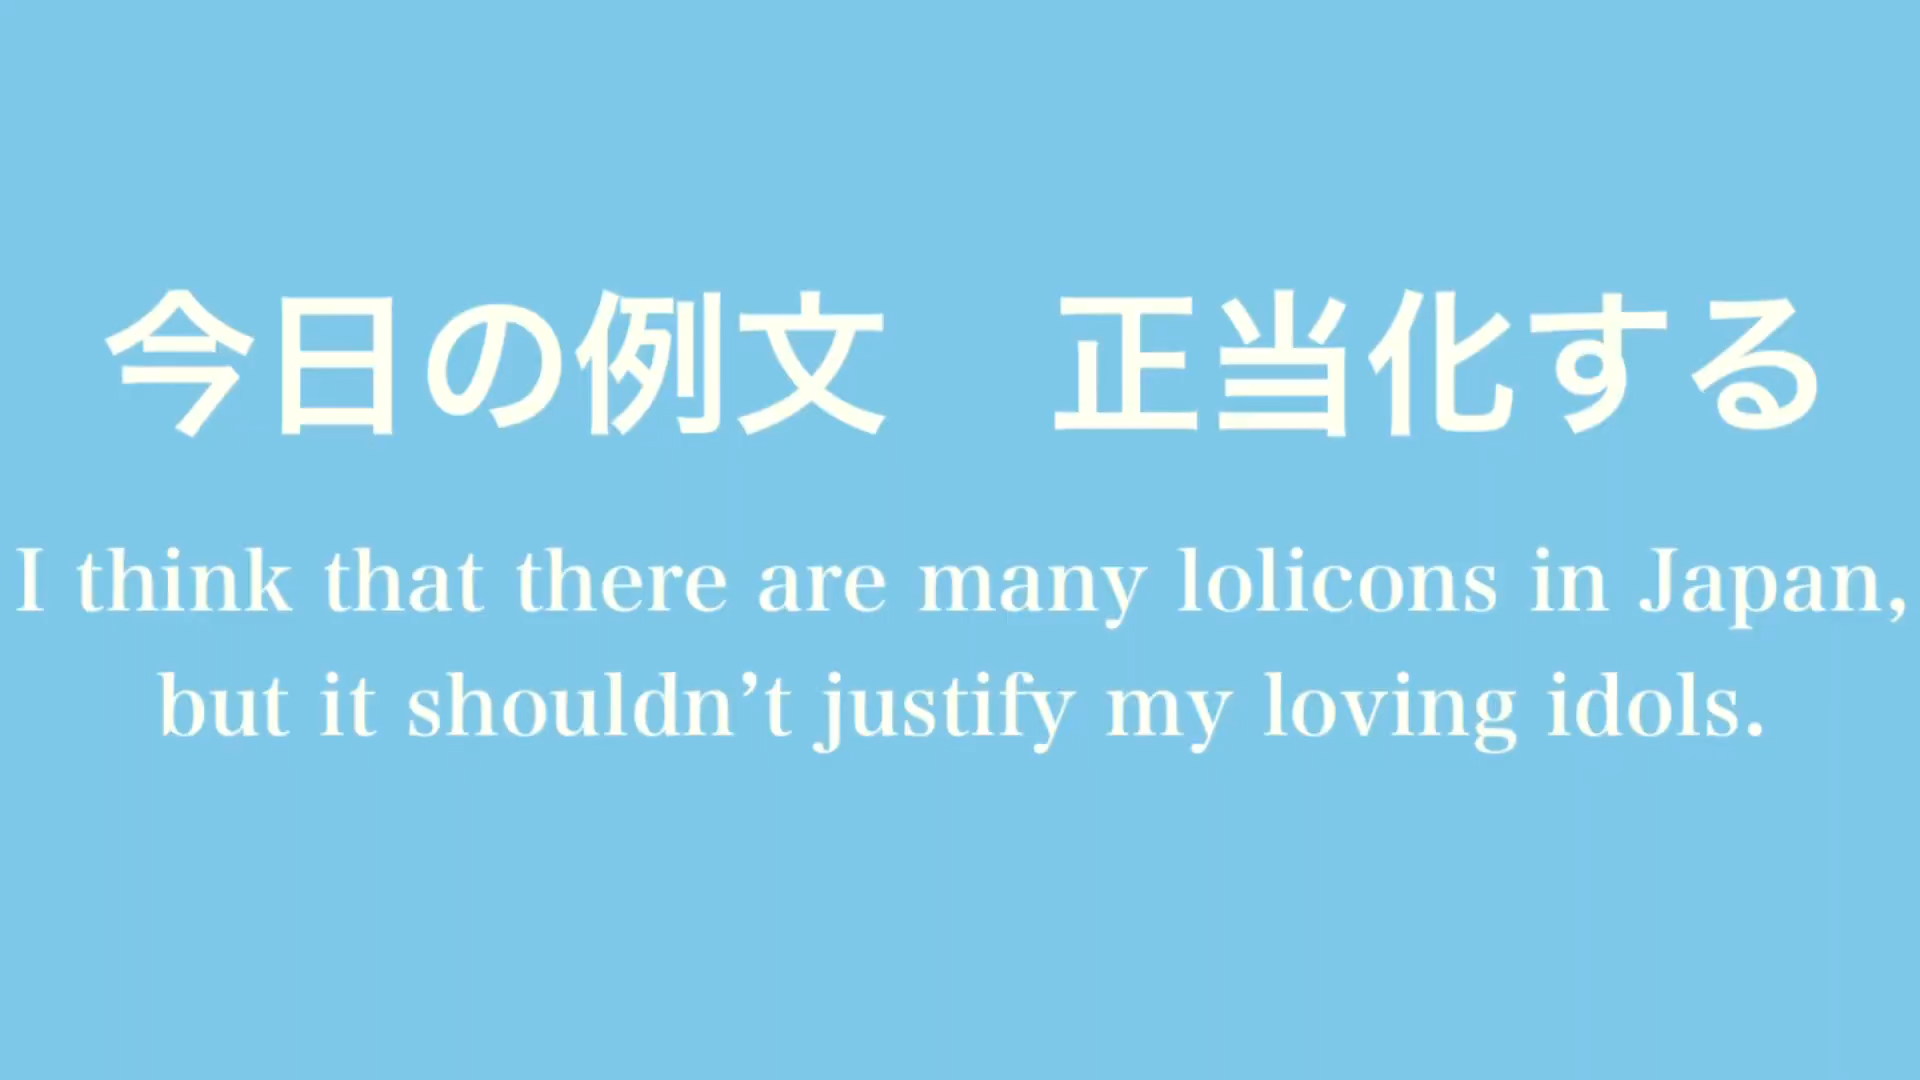 今日の例文　正当化する
I think that there are many lolicons in Japan,
but it shouldn’t justify my loving idols.